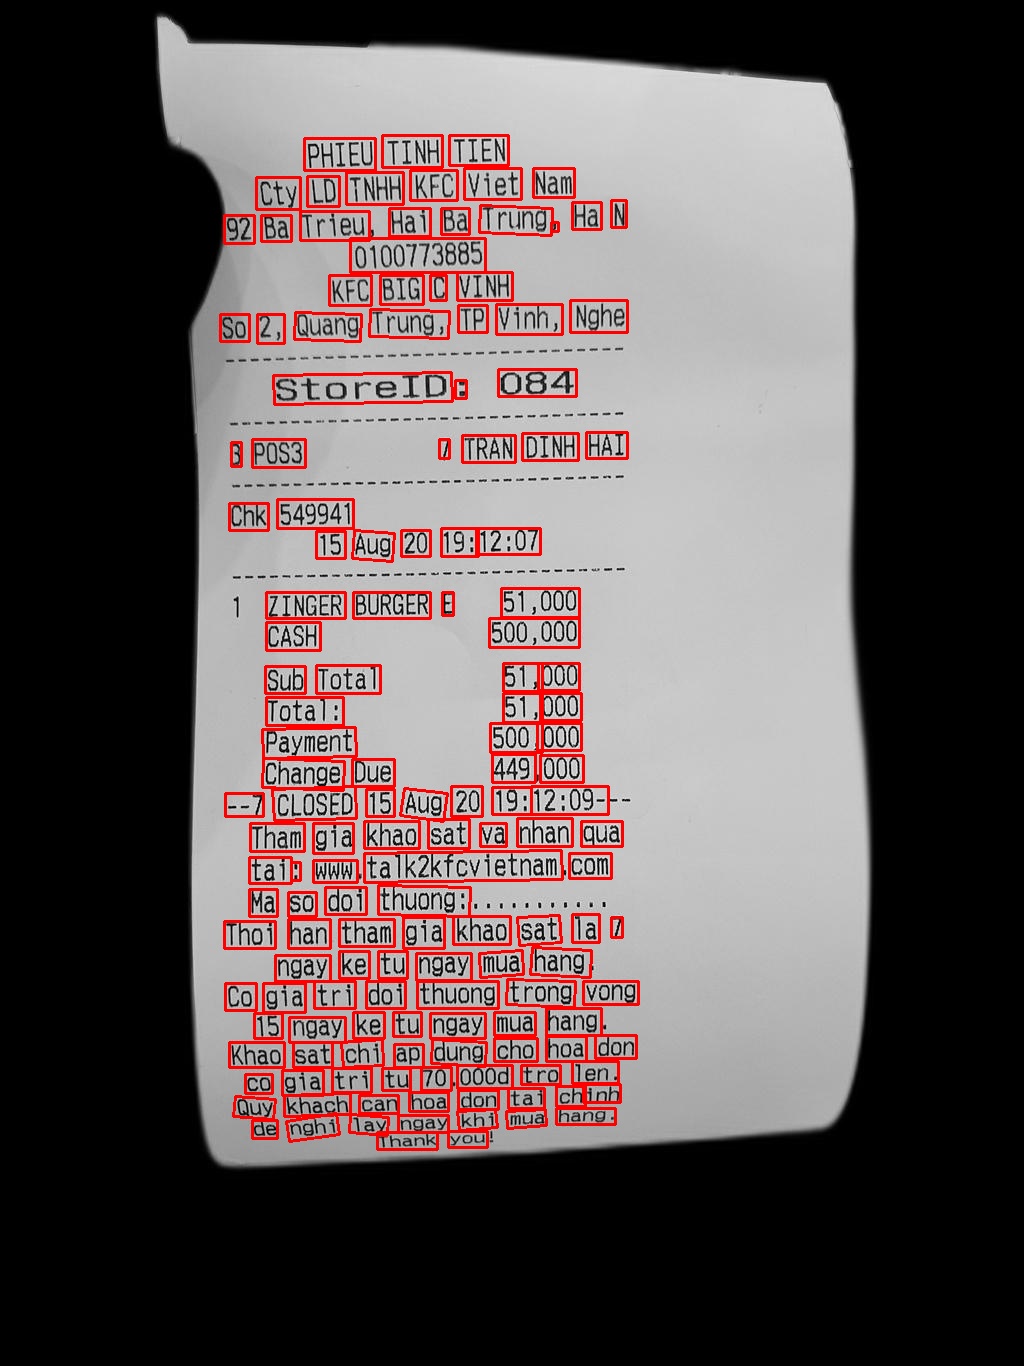 PHIEU TINH TIEN
Cty LD TNHH KFC Viet Nam
92 Ba Trieu, Hai Ba Trung, Ha N
0100773885
KFC BIG C VINH
So 2, Quang Trung, TP Vinh, Nghe
--------------------------------
StoreID: 084
--------------------------------
3 POS3 7 TRAN DINH HAI
--------------------------------
Chk 549941
15 Aug 20 19:12:07
--------------------------------
1 ZINGER BURGER E 51,000
CASH 500,000
Sub Total 51,000
Total: 51,000
Payment 500,000
Change Due 449,000
--7 CLOSED 15 Aug 20 19:12:09---
Tham gia khao sat va nhan qua
tai: www.talk2kfcvietnam.com
Ma so doi thuong:...........
Thoi han tham gia khao sat la 7
ngay ke tu ngay mua hang.
Co gia tri doi thuong trong vong
15 ngay ke tu ngay mua hang.
Khao sat chi ap dung cho hoa don
co gia tri tu 70.000d tro len.
Quy khach can hoa don tai chinh
de nghi lay ngay khi mua hang.
Thank you!